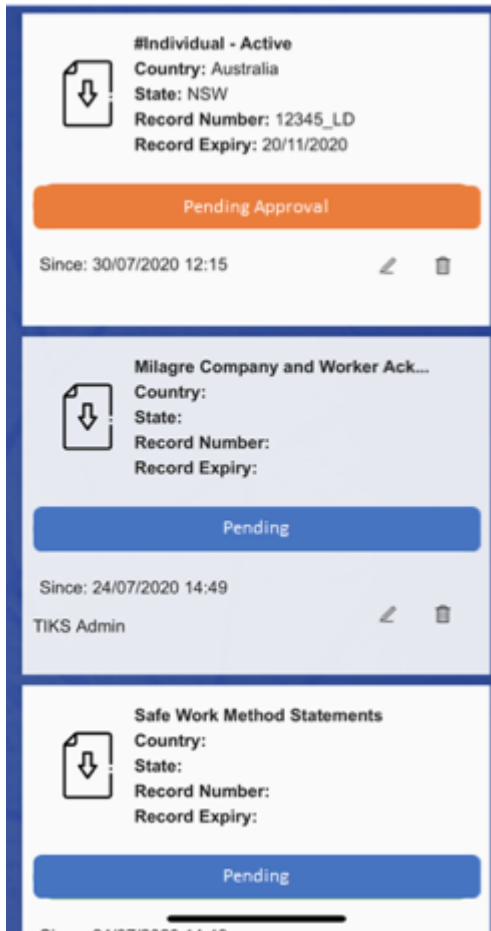 #Individual - Active
Country: Australia
State: NSW
Record Number: 12345_LD
Record Expiry: 20/11/2020
Pending Approval
Since: 30/07/2020 12:15
Milagre Company and Worker Ack...
Country:
State:
Record Number:
Record Expiry:
Pending
Since: 24/07/2020 14:49
TIKS Admin
Safe Work Method Statements
Country:
State:
Record Number:
Record Expiry:
Pending